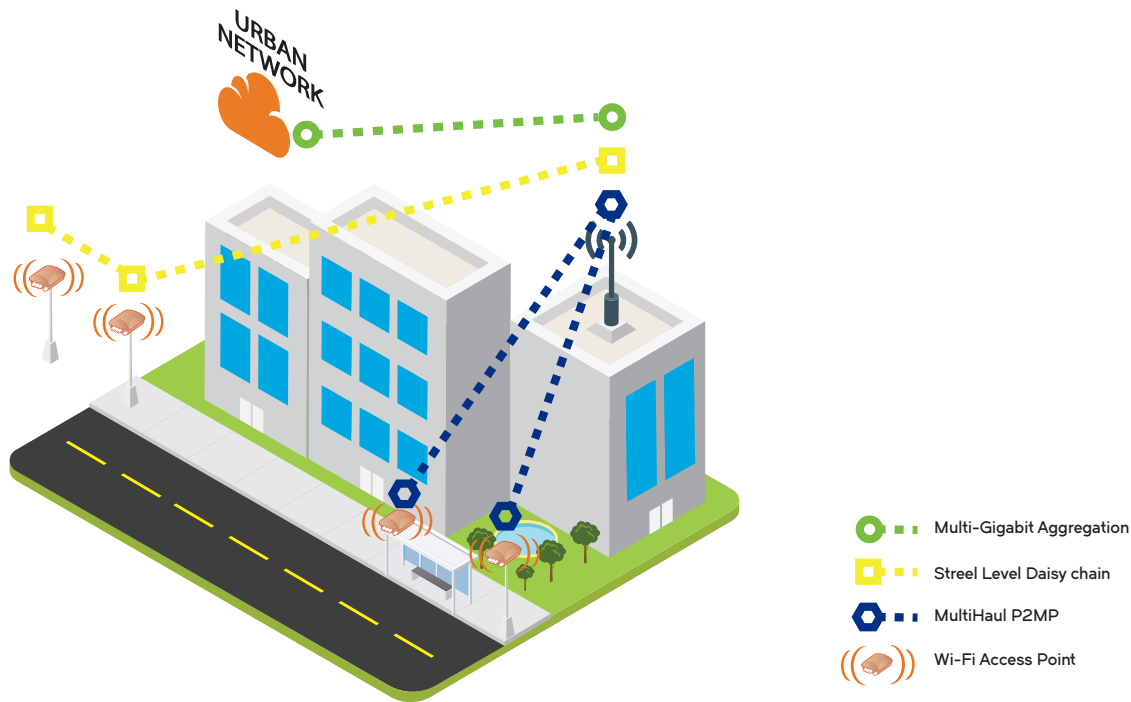 URBAN
NETWORK
Multi-Gigabit Aggregation
Streel Level Daisy chain
MultiHaul P2MP
Wi-Fi Access Point